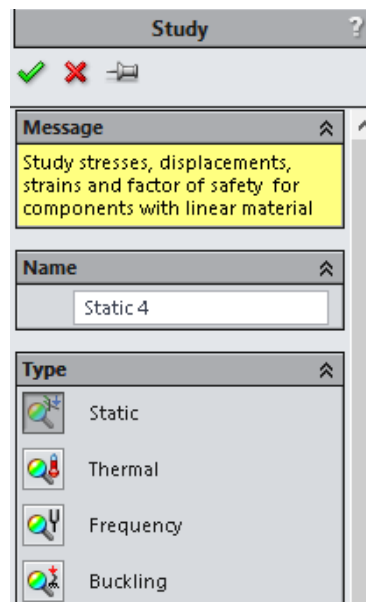 Study
?
Message
Study stresses, displacements,
strains and factor of safety for
components with linear material
Name
Static 4
Type
Static
Thermal
Frequency
Buckling